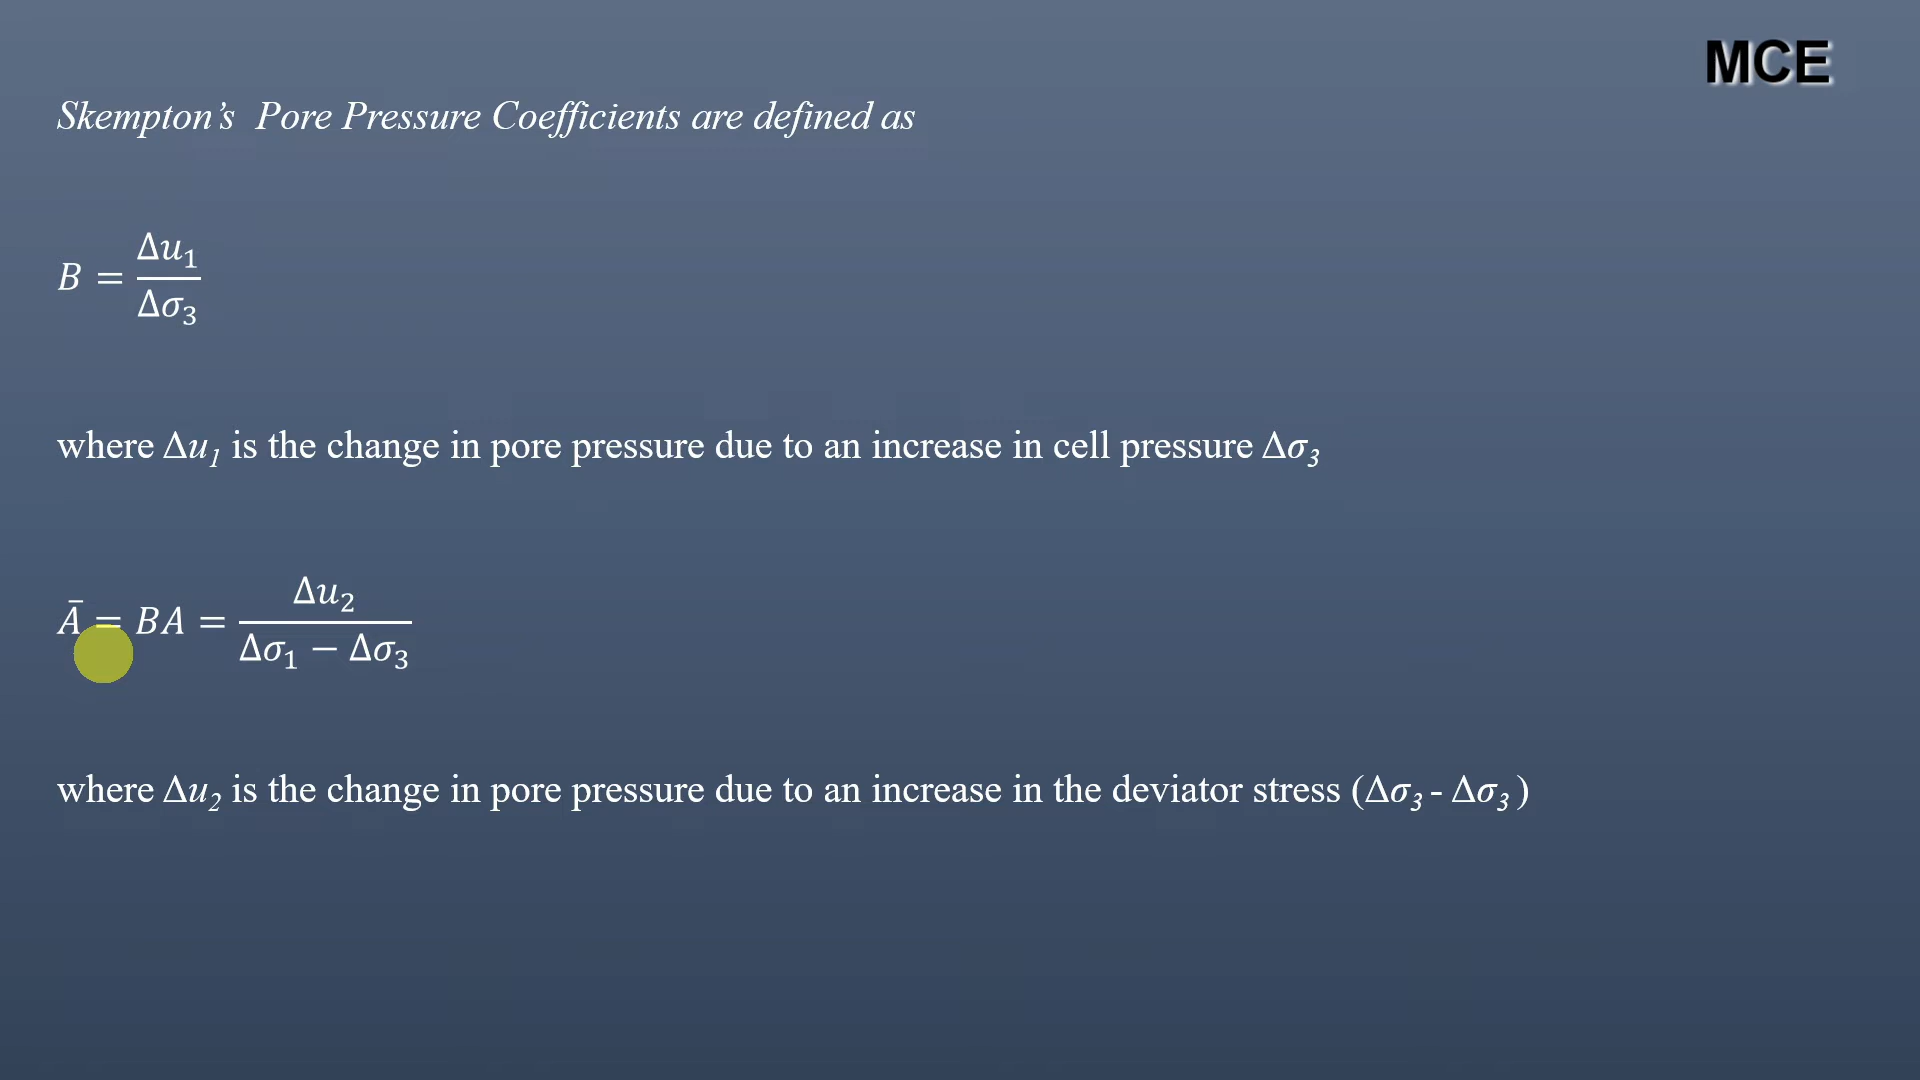 MCE
Skempton’s Pore Pressure Coefficients are defined as
B = Δu₁/Δσ₃
where Δu₁ is the change in pore pressure due to an increase in cell pressure Δσ₃
Ā = BA = Δu₂/(Δσ₁ − Δσ₃)
where Δu₂ is the change in pore pressure due to an increase in the deviator stress (Δσ₃ - Δσ₃ )